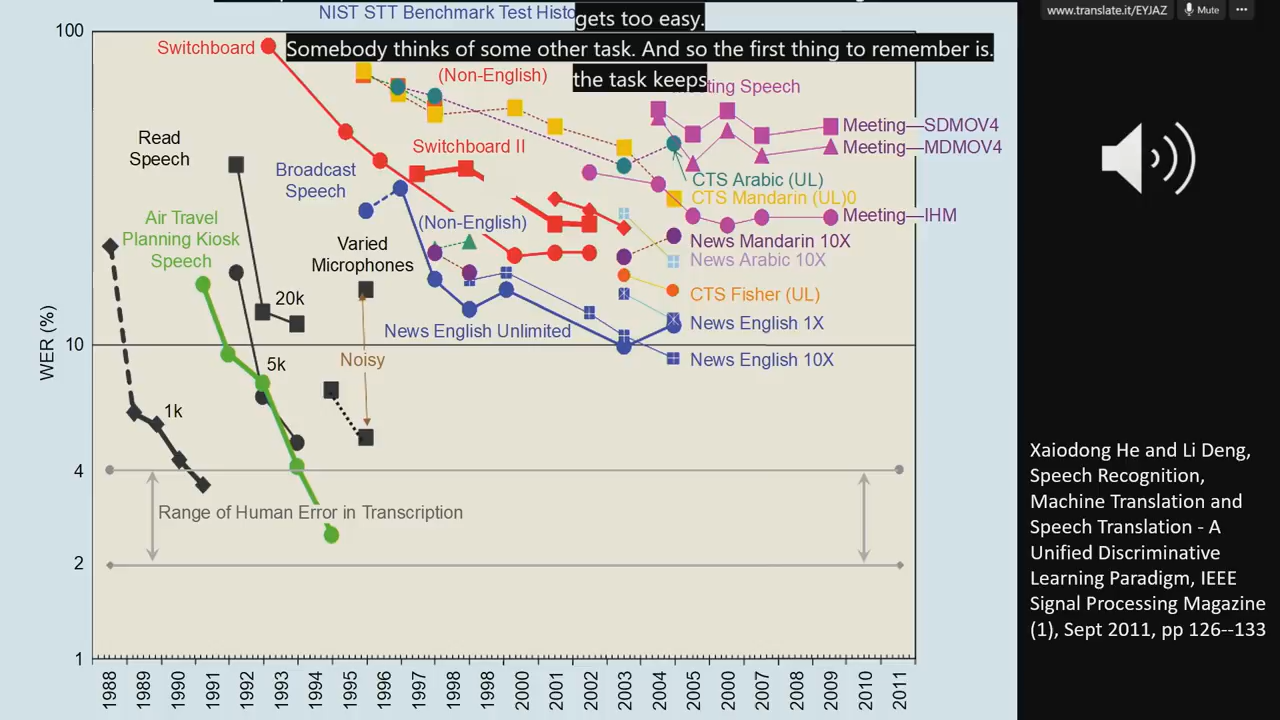 NIST STT Benchmark Test Histo
gets too easy.
Somebody thinks of some other task. And so the first thing to remember is.
the task keeps
www.translate.it/EYJAZ
Mute
100
Switchboard
(Non-English)
ting Speech
Read
Speech
Meeting—SDMOV4
Meeting—MDMOV4
Switchboard II
Broadcast
Speech
CTS Arabic (UL)
CTS Mandarin (UL)0
Air Travel
Planning Kiosk
Speech
(Non-English)
Meeting—IHM
Varied
Microphones
News Mandarin 10X
News Arabic 10X
20k
CTS Fisher (UL)
News English Unlimited
News English 1X
WER (%)
10
5k
Noisy
News English 10X
1k
4
Range of Human Error in Transcription
2
1
1988
1989
1990
1991
1992
1993
1994
1995
1996
1997
1998
1998
2000
2001
2002
2003
2004
2005
2006
2007
2008
2009
2010
2011
Xaiodong He and Li Deng,
Speech Recognition,
Machine Translation and
Speech Translation - A
Unified Discriminative
Learning Paradigm, IEEE
Signal Processing Magazine
(1), Sept 2011, pp 126--133